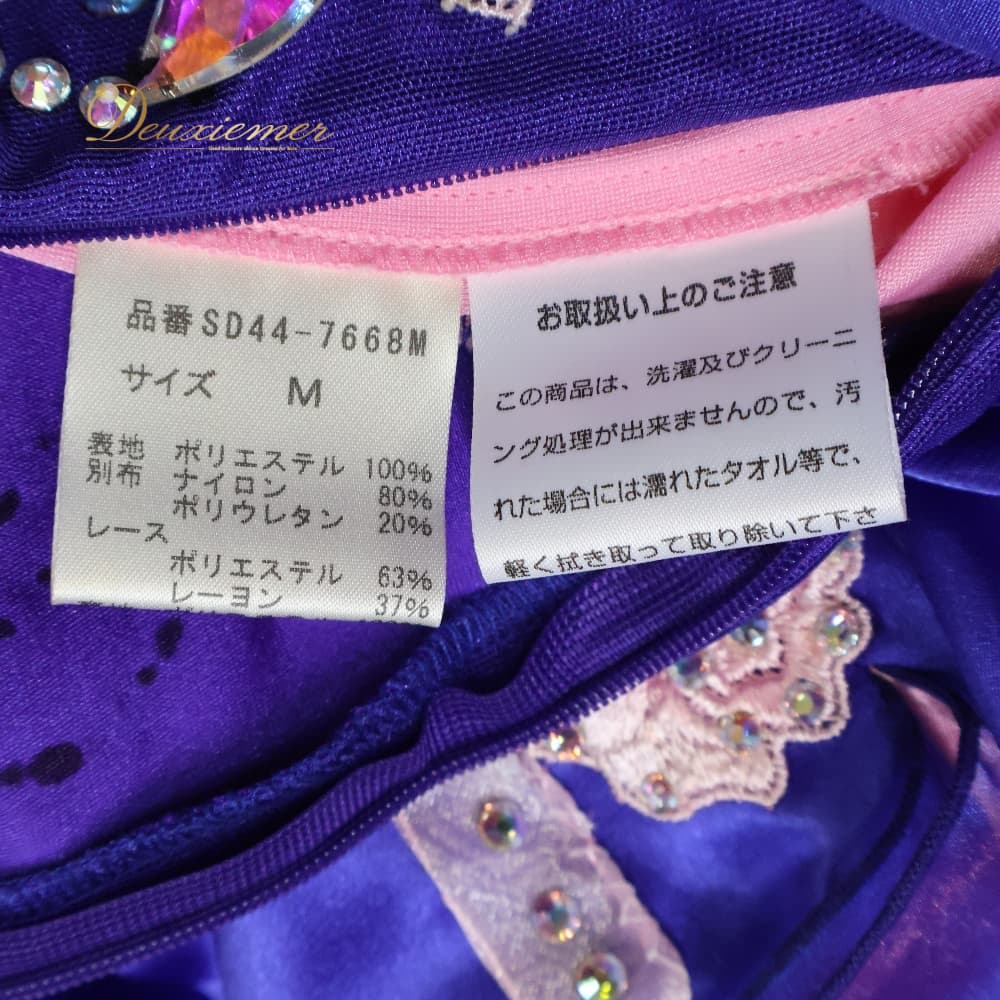 Deuxiemer
品番SD44-7668M
サイズ M
表地 ポリエステル 100%
別布 ナイロン 80%
ポリウレタン 20%
レース
ポリエステル 63%
レーヨン 37%
お取扱い上のご注意
この商品は、洗濯及びクリーニ
ング処理が出来ませんので、汚
れた場合には濡れたタオル等で、
軽く拭き取って取り除いて下さ